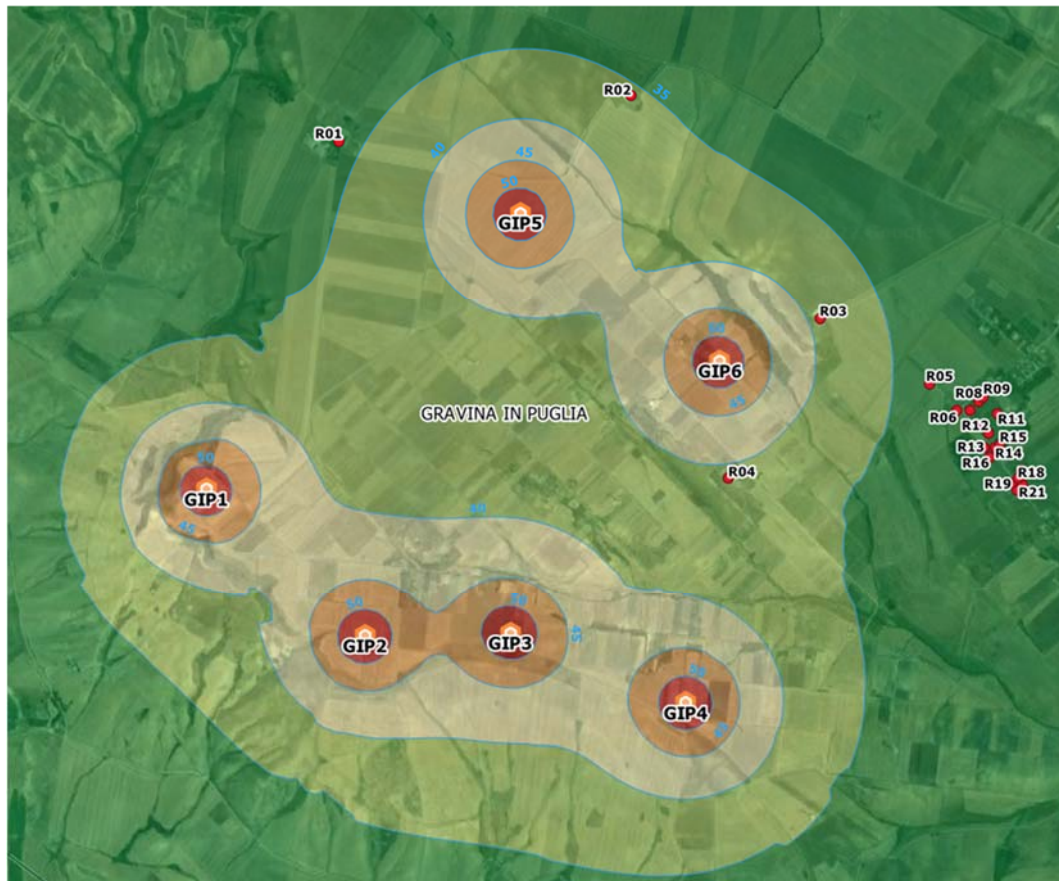 R02
35
R01
40
45
50
GIP5
R03
50
GIP6
45
R05
R09
R08
R06
R11
R12
R15
R13
R14
R16
R18
R19
R21
GRAVINA IN PUGLIA
R04
50
GIP1
45
40
50
GIP2
50
GIP3
45
50
GIP4
45